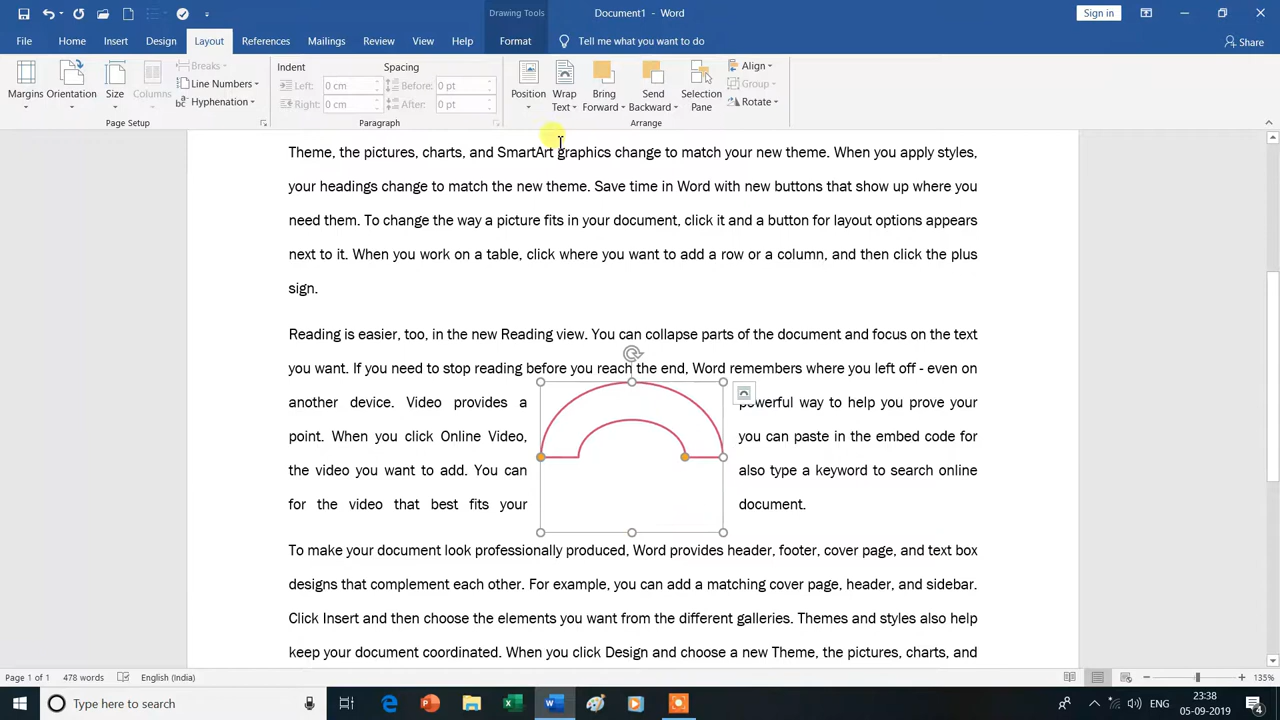 Drawing Tools
Document1 - Word
Sign in
File Home Insert Design Layout References Mailings Review View Help Format Tell me what you want to do Share
Margins Orientation Size Columns
Breaks
Line Numbers
Hyphenation
Page Setup
Indent Spacing
Left: 0 cm Before: 0 pt
Right: 0 cm After: 0 pt
Paragraph
Position Wrap Text Bring Forward Send Backward Selection Pane
Align
Group
Rotate
Arrange
Theme, the pictures, charts, and SmartArt graphics change to match your new theme. When you apply styles,
your headings change to match the new theme. Save time in Word with new buttons that show up where you
need them. To change the way a picture fits in your document, click it and a button for layout options appears
next to it. When you work on a table, click where you want to add a row or a column, and then click the plus
sign.
Reading is easier, too, in the new Reading view. You can collapse parts of the document and focus on the text
you want. If you need to stop reading before you reach the end, Word remembers where you left off - even on
another device. Video provides a powerful way to help you prove your
point. When you click Online Video, you can paste in the embed code for
the video you want to add. You can also type a keyword to search online
for the video that best fits your document.
To make your document look professionally produced, Word provides header, footer, cover page, and text box
designs that complement each other. For example, you can add a matching cover page, header, and sidebar.
Click Insert and then choose the elements you want from the different galleries. Themes and styles also help
keep your document coordinated. When you click Design and choose a new Theme, the pictures, charts, and
Page 1 of 2 478 words English (India) 135%
Type here to search
ENG
23:38
05-09-2019
4